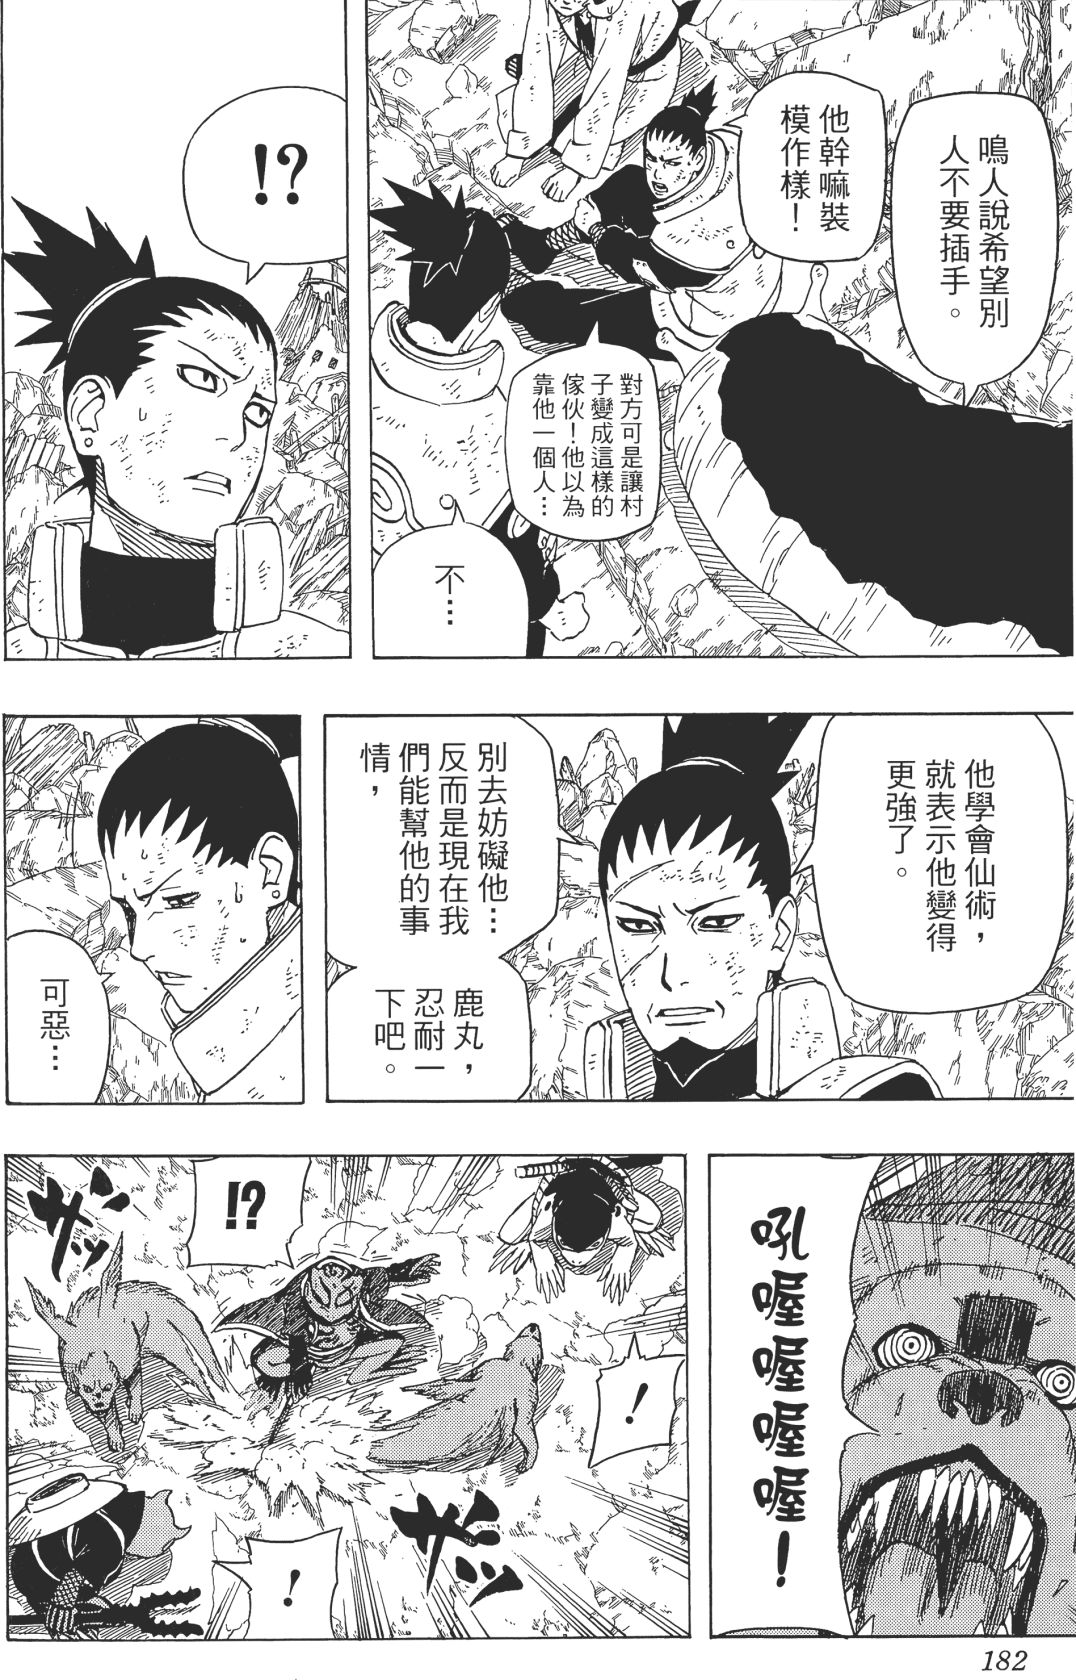 鳴人說希望別
人不要插手。
他幹嘛裝
模作樣！
對方可是讓村
子變成這樣的
傢伙！他以為
靠他一個人…
不…
!?
他學會仙術，
就表示他變得
更強了。
別去妨礙他…
反而是現在我
們能幫他的事
情，
鹿丸，
忍耐一
下吧。
可惡…
吼喔喔喔喔！
!
!?
!
ザッ
ザッ
182